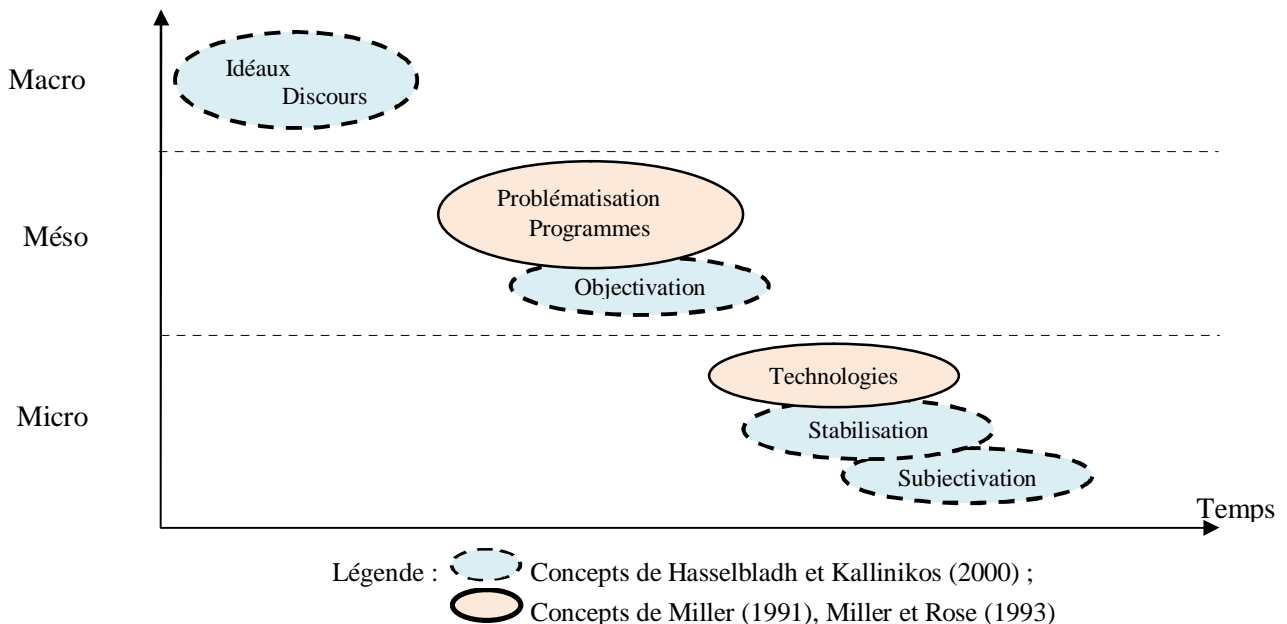 Macro
Idéaux
Discours
Méso
Problématisation
Programmes
Objectivation
Micro
Technologies
Stabilisation
Subjectivation
Temps
Légende :
Concepts de Hasselbladh et Kallinikos (2000) ;
Concepts de Miller (1991), Miller et Rose (1993)